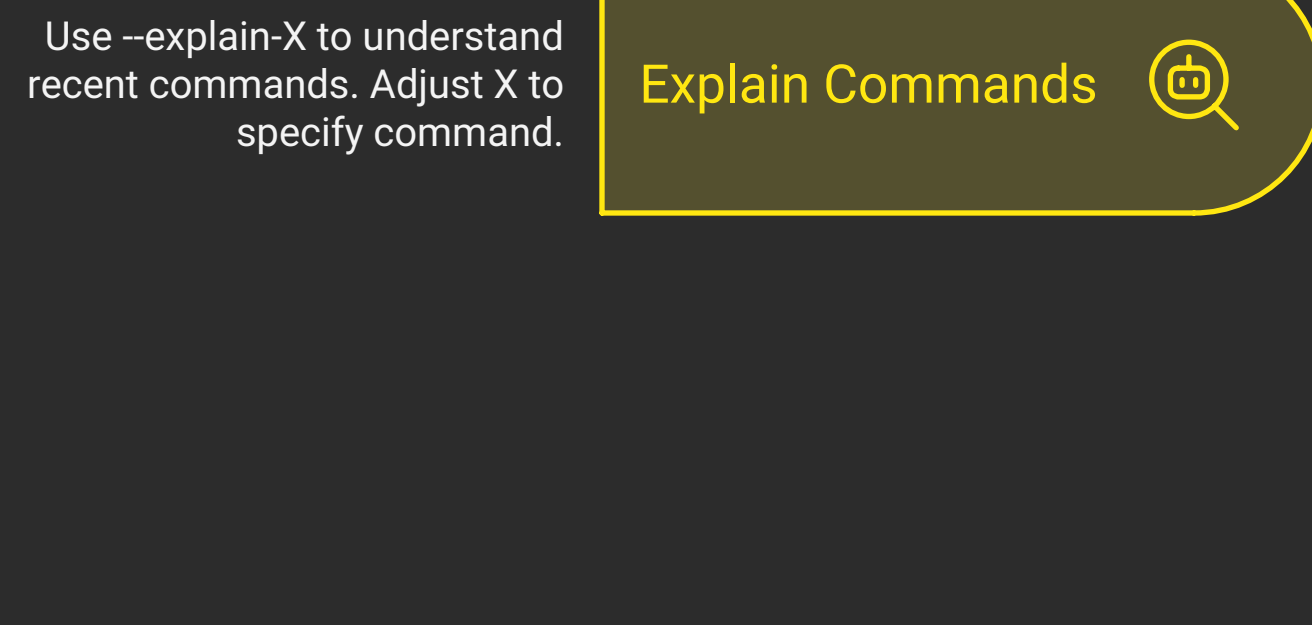 Use --explain-X to understand
recent commands. Adjust X to
specify command.
Explain Commands